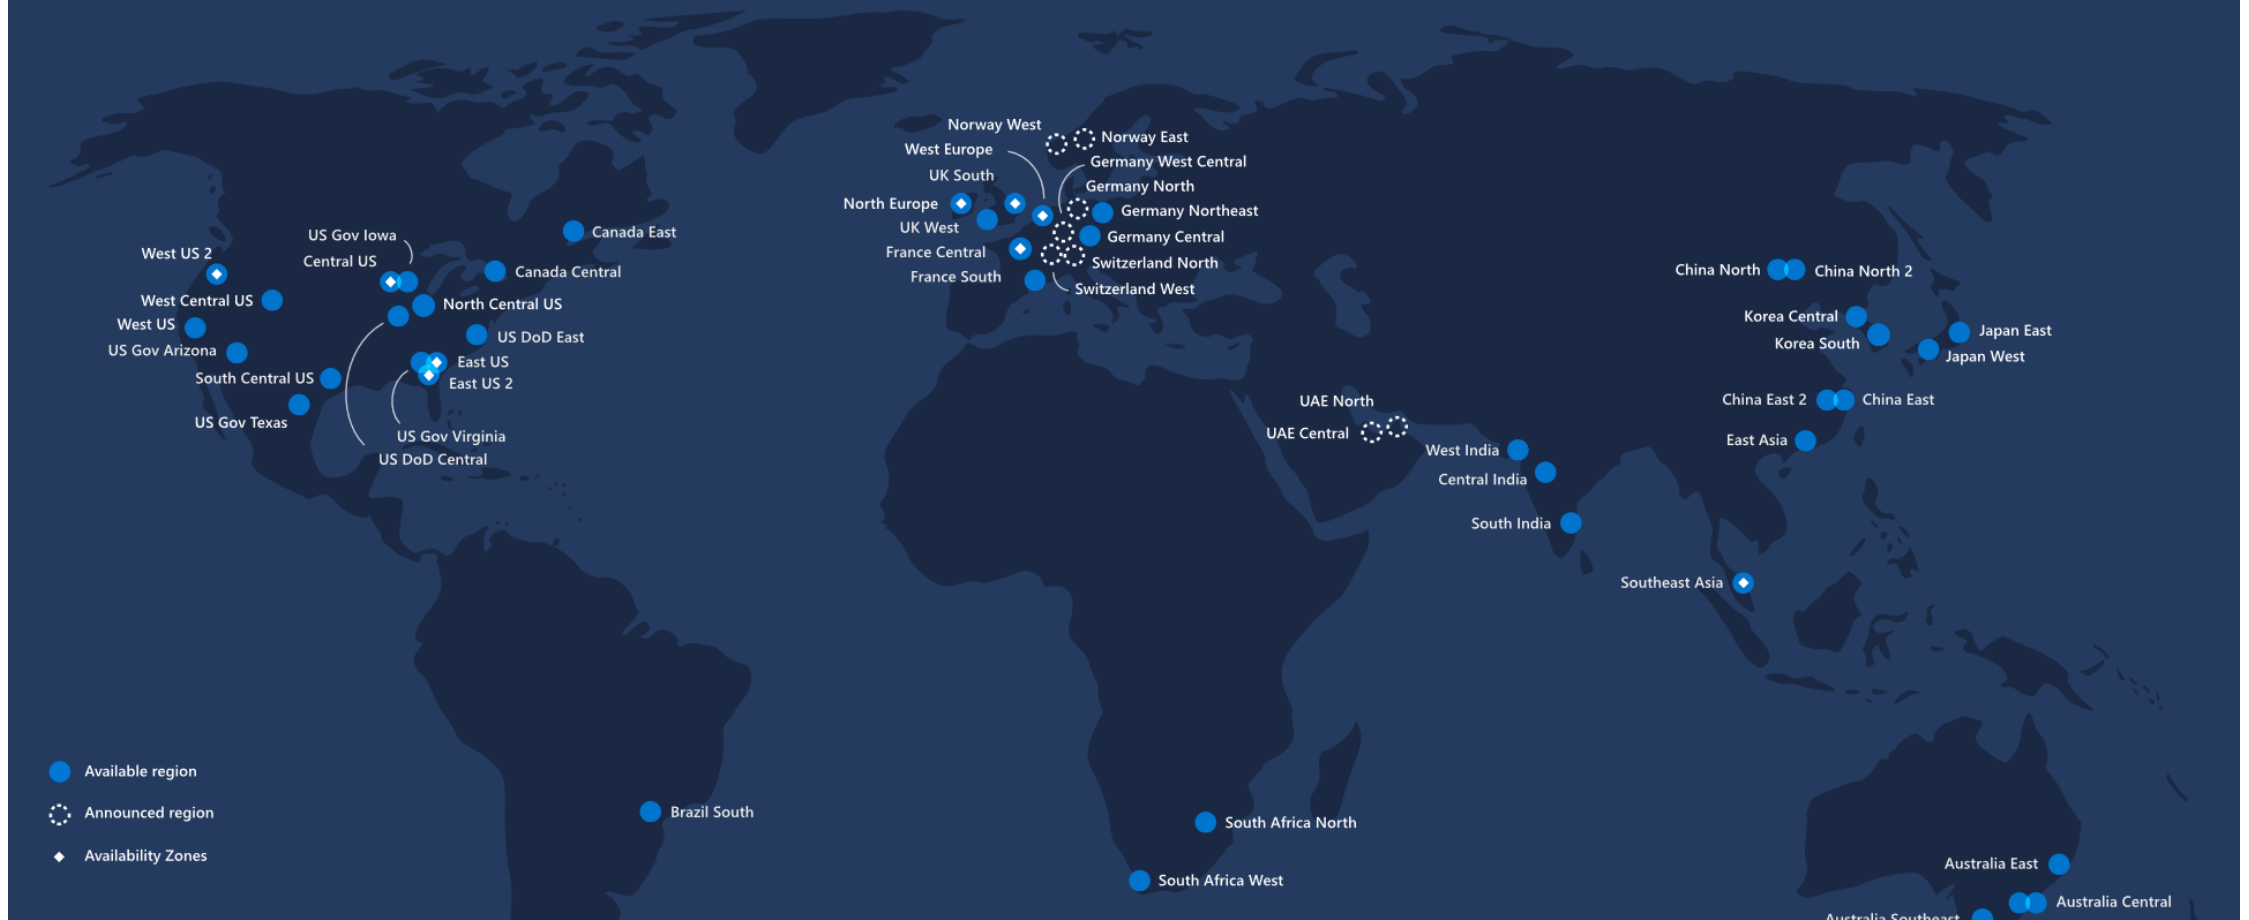 Norway West
Norway East
West Europe
Germany West Central
UK South
Germany North
North Europe
Germany Northeast
UK West
Germany Central
France Central
Switzerland North
France South
Switzerland West
Canada East
US Gov Iowa
West US 2
Central US
Canada Central
West Central US
North Central US
West US
US DoD East
US Gov Arizona
East US
South Central US
East US 2
US Gov Texas
US Gov Virginia
US DoD Central
China North
China North 2
Korea Central
Japan East
Korea South
Japan West
China East 2
China East
East Asia
UAE North
UAE Central
West India
Central India
South India
Southeast Asia
Available region
Announced region
Availability Zones
Brazil South
South Africa North
South Africa West
Australia East
Australia Central
Australia Southeast